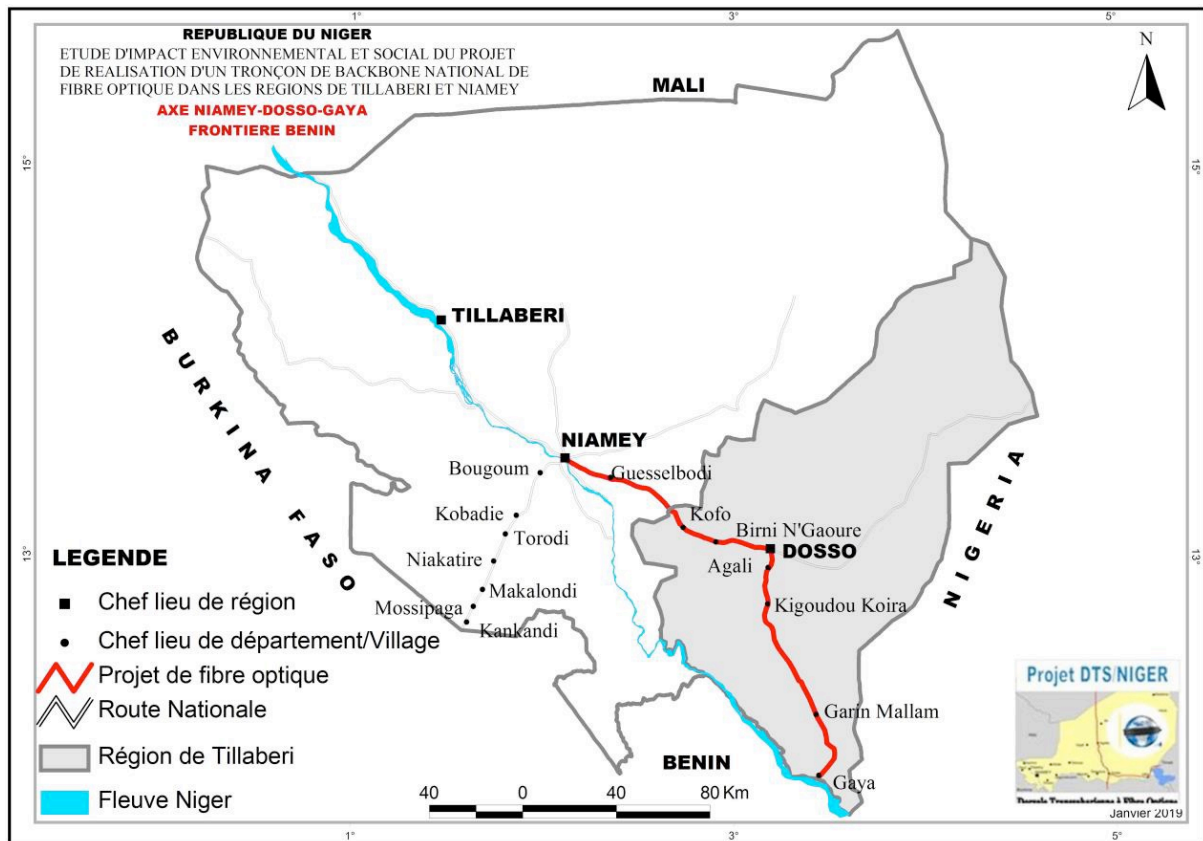 1°
3°
5°
REPUBLIQUE DU NIGER
ETUDE D'IMPACT ENVIRONNEMENTAL ET SOCIAL DU PROJET
DE REALISATION D'UN TRONÇON DE BACKBONE NATIONAL DE
FIBRE OPTIQUE DANS LES REGIONS DE TILLABERI ET NIAMEY
AXE NIAMEY-DOSSO-GAYA
FRONTIERE BENIN
N
MALI
15°
15°
TILLABERI
BURKINA FASO
NIAMEY
Bougoum
Guesselbodi
Kobadie
Kofo
Torodi
Birni N'Gaoure
DOSSO
NIGERIA
13°
13°
Niakatire
Agali
Makalondi
Mossipaga
Kigoudou Koira
Kankandi
Garin Mallam
BENIN
Gaya
LEGENDE
Chef lieu de région
Chef lieu de département/Village
Projet de fibre optique
Route Nationale
Région de Tillaberi
Fleuve Niger
40 0 40 80 Km
Projet DTS/NIGER
Dorsale Transsaharienne à Fibre Optique
Janvier 2019
1°
3°
5°